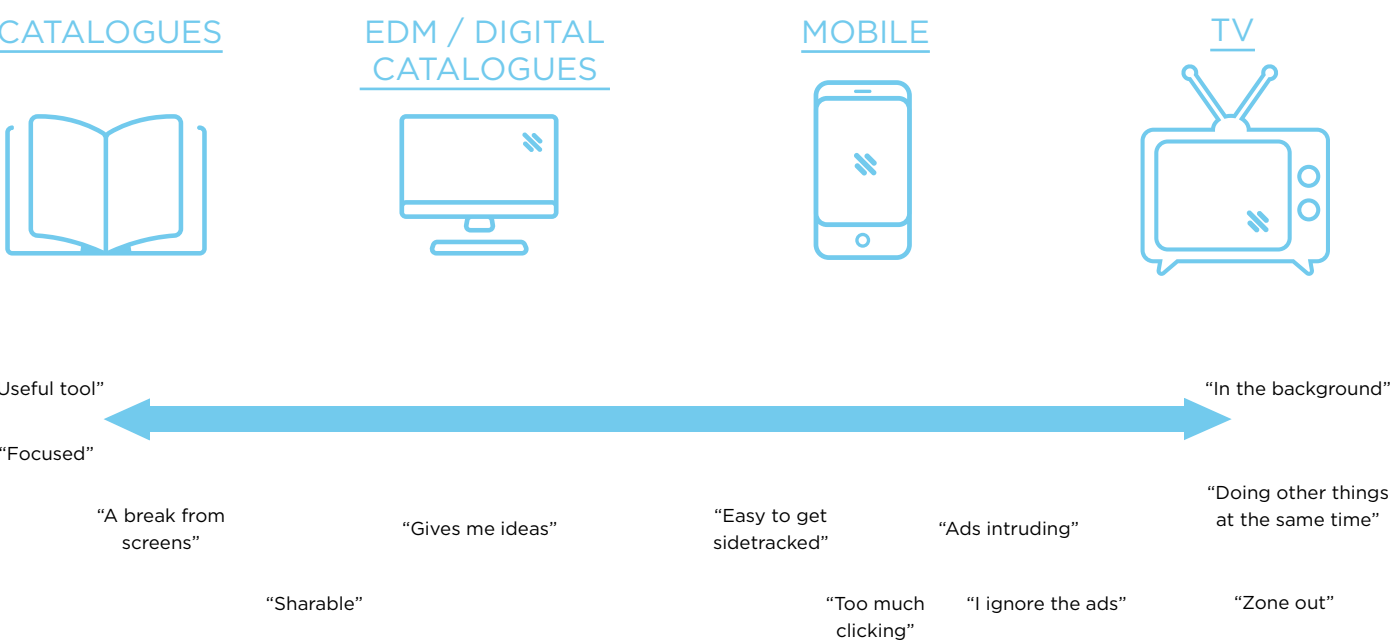 CATALOGUES
EDM / DIGITAL
CATALOGUES
MOBILE
TV
Useful tool”
“In the background”
“Focused”
“Doing other things
at the same time”
“A break from
screens”
“Gives me ideas”
“Easy to get
sidetracked”
“Ads intruding”
“Sharable”
“Too much
clicking”
“I ignore the ads”
“Zone out”